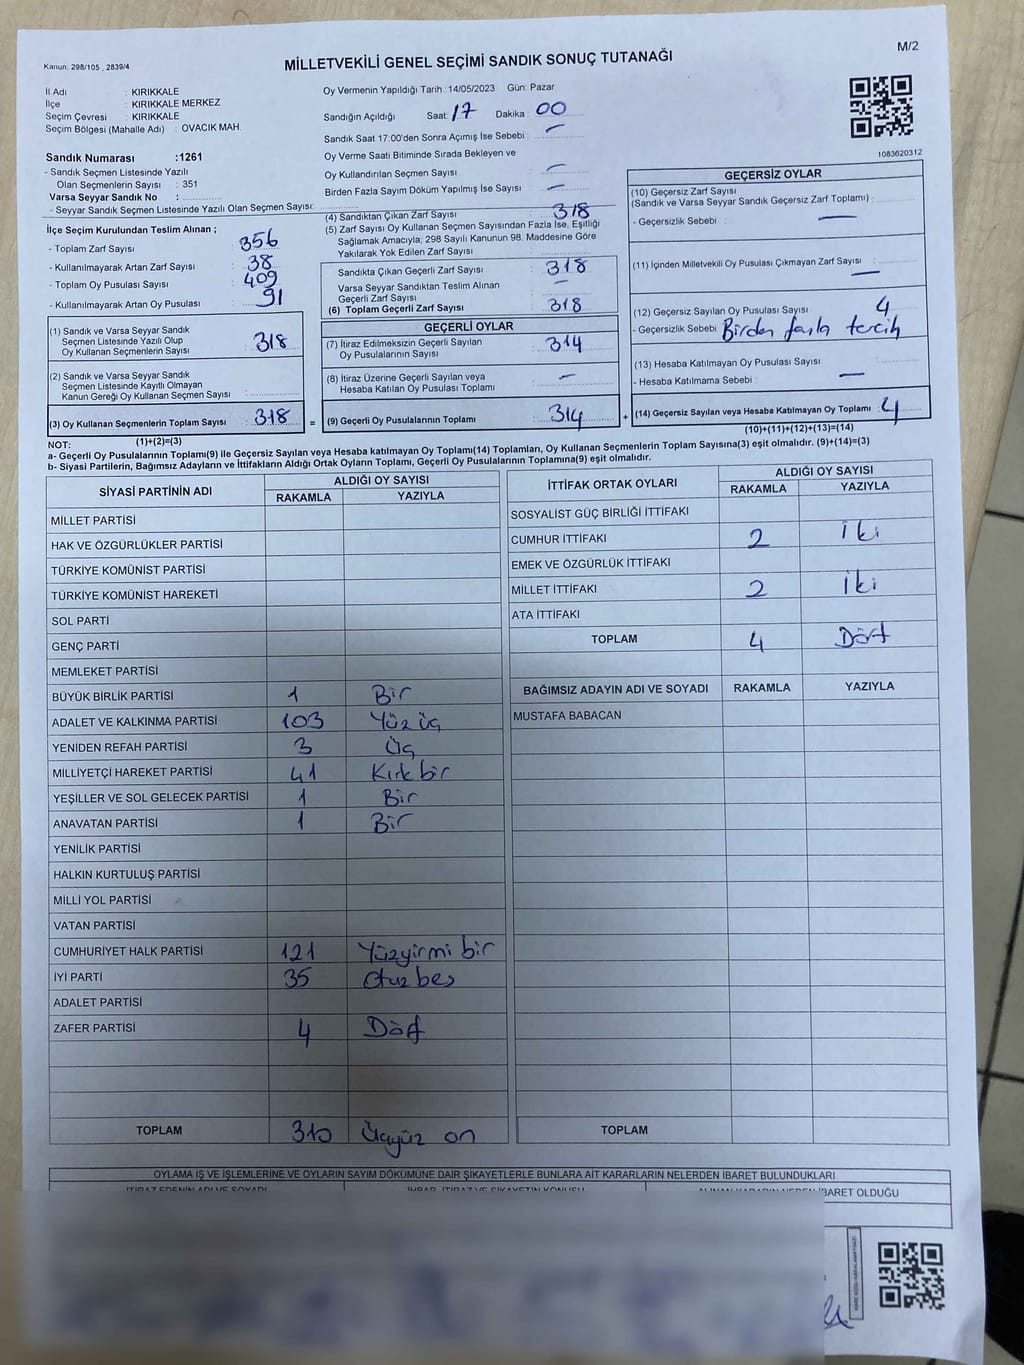 M/2
Kanun: 298/105 , 2839/4
MİLLETVEKİLİ GENEL SEÇİMİ SANDIK SONUÇ TUTANAĞI
İl Adı : KIRIKKALE
İlçe : KIRIKKALE MERKEZ
Seçim Çevresi : KIRIKKALE
Seçim Bölgesi (Mahalle Adı) : OVACIK MAH.
Sandık Numarası :1261
- Sandık Seçmen Listesinde Yazılı
Olan Seçmenlerin Sayısı : 351
Varsa Seyyar Sandık No :
- Seyyar Sandık Seçmen Listesinde Yazılı Olan Seçmen Sayısı:
İlçe Seçim Kurulundan Teslim Alınan ;
- Toplam Zarf Sayısı : 356
- Kullanılmayarak Artan Zarf Sayısı : 38
- Toplam Oy Pusulası Sayısı : 409
- Kullanılmayarak Artan Oy Pusulası : 91
(1) Sandık ve Varsa Seyyar Sandık
Seçmen Listesinde Yazılı Olup
Oy Kullanan Seçmenlerin Sayısı : 318
(2) Sandık ve Varsa Seyyar Sandık
Seçmen Listesinde Kayıtlı Olmayan
Kanun Gereği Oy Kullanan Seçmen Sayısı :
(3) Oy Kullanan Seçmenlerin Toplam Sayısı : 318
(1)+(2)=(3)
Oy Vermenin Yapıldığı Tarih : 14/05/2023 Gün: Pazar
Sandığın Açıldığı Saat: 17 Dakika : 00
Sandık Saat 17:00'den Sonra Açımış İse Sebebi : —
Oy Verme Saati Bitiminde Sırada Bekleyen ve
Oy Kullandırılan Seçmen Sayısı : —
Birden Fazla Sayım Döküm Yapılmış İse Sayısı : —
(4) Sandıktan Çıkan Zarf Sayısı : 318
(5) Zarf Sayısı Oy Kullanan Seçmen Sayısından Fazla İse, Eşitliği
Sağlamak Amacıyla; 298 Sayılı Kanunun 98. Maddesine Göre
Yakılarak Yok Edilen Zarf Sayısı :
Sandıkta Çıkan Geçerli Zarf Sayısı : 318
Varsa Seyyar Sandıktan Teslim Alınan
Geçerli Zarf Sayısı : —
(6) Toplam Geçerli Zarf Sayısı : 318
GEÇERLİ OYLAR
(7) İtiraz Edilmeksizin Geçerli Sayılan
Oy Pusulalarının Sayısı : 314
(8) İtiraz Üzerine Geçerli Sayılan veya
Hesaba Katılan Oy Pusulası Toplamı : —
= (9) Geçerli Oy Pusulalarının Toplamı : 314
1083620312
GEÇERSİZ OYLAR
(10) Geçersiz Zarf Sayısı
(Sandık ve Varsa Seyyar Sandık Geçersiz Zarf Toplamı) :
- Geçersizlik Sebebi : —
(11) İçinden Milletvekili Oy Pusulası Çıkmayan Zarf Sayısı : —
(12) Geçersiz Sayılan Oy Pusulası Sayısı : 4
- Geçersizlik Sebebi : Birden fazla tercih
(13) Hesaba Katılmayan Oy Pusulası Sayısı :
- Hesaba Katılmama Sebebi : —
+ (14) Geçersiz Sayılan veya Hesaba Katılmayan Oy Toplamı : 4
(10)+(11)+(12)+(13)=(14)
NOT:
a- Geçerli Oy Pusulalarının Toplamı(9) ile Geçersiz Sayılan veya Hesaba katılmayan Oy Toplamı(14) Toplamları, Oy Kullanan Seçmenlerin Toplam Sayısına(3) eşit olmalıdır. (9)+(14)=(3)
b- Siyasi Partilerin, Bağımsız Adayların ve İttifakların Aldığı Ortak Oyların Toplamı, Geçerli Oy Pusulalarının Toplamına(9) eşit olmalıdır.
SİYASİ PARTİNİN ADI ALDIĞI OY SAYISI
RAKAMLA YAZIYLA
MİLLET PARTİSİ
HAK VE ÖZGÜRLÜKLER PARTİSİ
TÜRKİYE KOMÜNİST PARTİSİ
TÜRKİYE KOMÜNİST HAREKETİ
SOL PARTİ
GENÇ PARTİ
MEMLEKET PARTİSİ
BÜYÜK BİRLİK PARTİSİ 1 Bir
ADALET VE KALKINMA PARTİSİ 103 Yüz üç
YENİDEN REFAH PARTİSİ 3 Üç
MİLLİYETÇİ HAREKET PARTİSİ 41 Kırk bir
YEŞİLLER VE SOL GELECEK PARTİSİ 1 Bir
ANAVATAN PARTİSİ 1 Bir
YENİLİK PARTİSİ
HALKIN KURTULUŞ PARTİSİ
MİLLİ YOL PARTİSİ
VATAN PARTİSİ
CUMHURİYET HALK PARTİSİ 121 Yüzyirmi bir
İYİ PARTİ 35 Otuz beş
ADALET PARTİSİ
ZAFER PARTİSİ 4 Dört
TOPLAM 310 Üçyüz on
İTTİFAK ORTAK OYLARI ALDIĞI OY SAYISI
RAKAMLA YAZIYLA
SOSYALİST GÜÇ BİRLİĞİ İTTİFAKI
CUMHUR İTTİFAKI 2 İki
EMEK VE ÖZGÜRLÜK İTTİFAKI
MİLLET İTTİFAKI 2 İki
ATA İTTİFAKI
TOPLAM 4 Dört
BAĞIMSIZ ADAYIN ADI VE SOYADI RAKAMLA YAZIYLA
MUSTAFA BABACAN
TOPLAM
OYLAMA İŞ VE İŞLEMLERİNE VE OYLARIN SAYIM DÖKÜMÜNE DAİR ŞİKAYETLERLE BUNLARA AİT KARARLARIN NELERDEN İBARET BULUNDUKLARI
İTİRAZ EDENİN ADI VE SOYADI İHBAR, İTİRAZ VE ŞİKAYETİN KONUSU ALINAN KARARIN NEDEN İBARET OLDUĞU